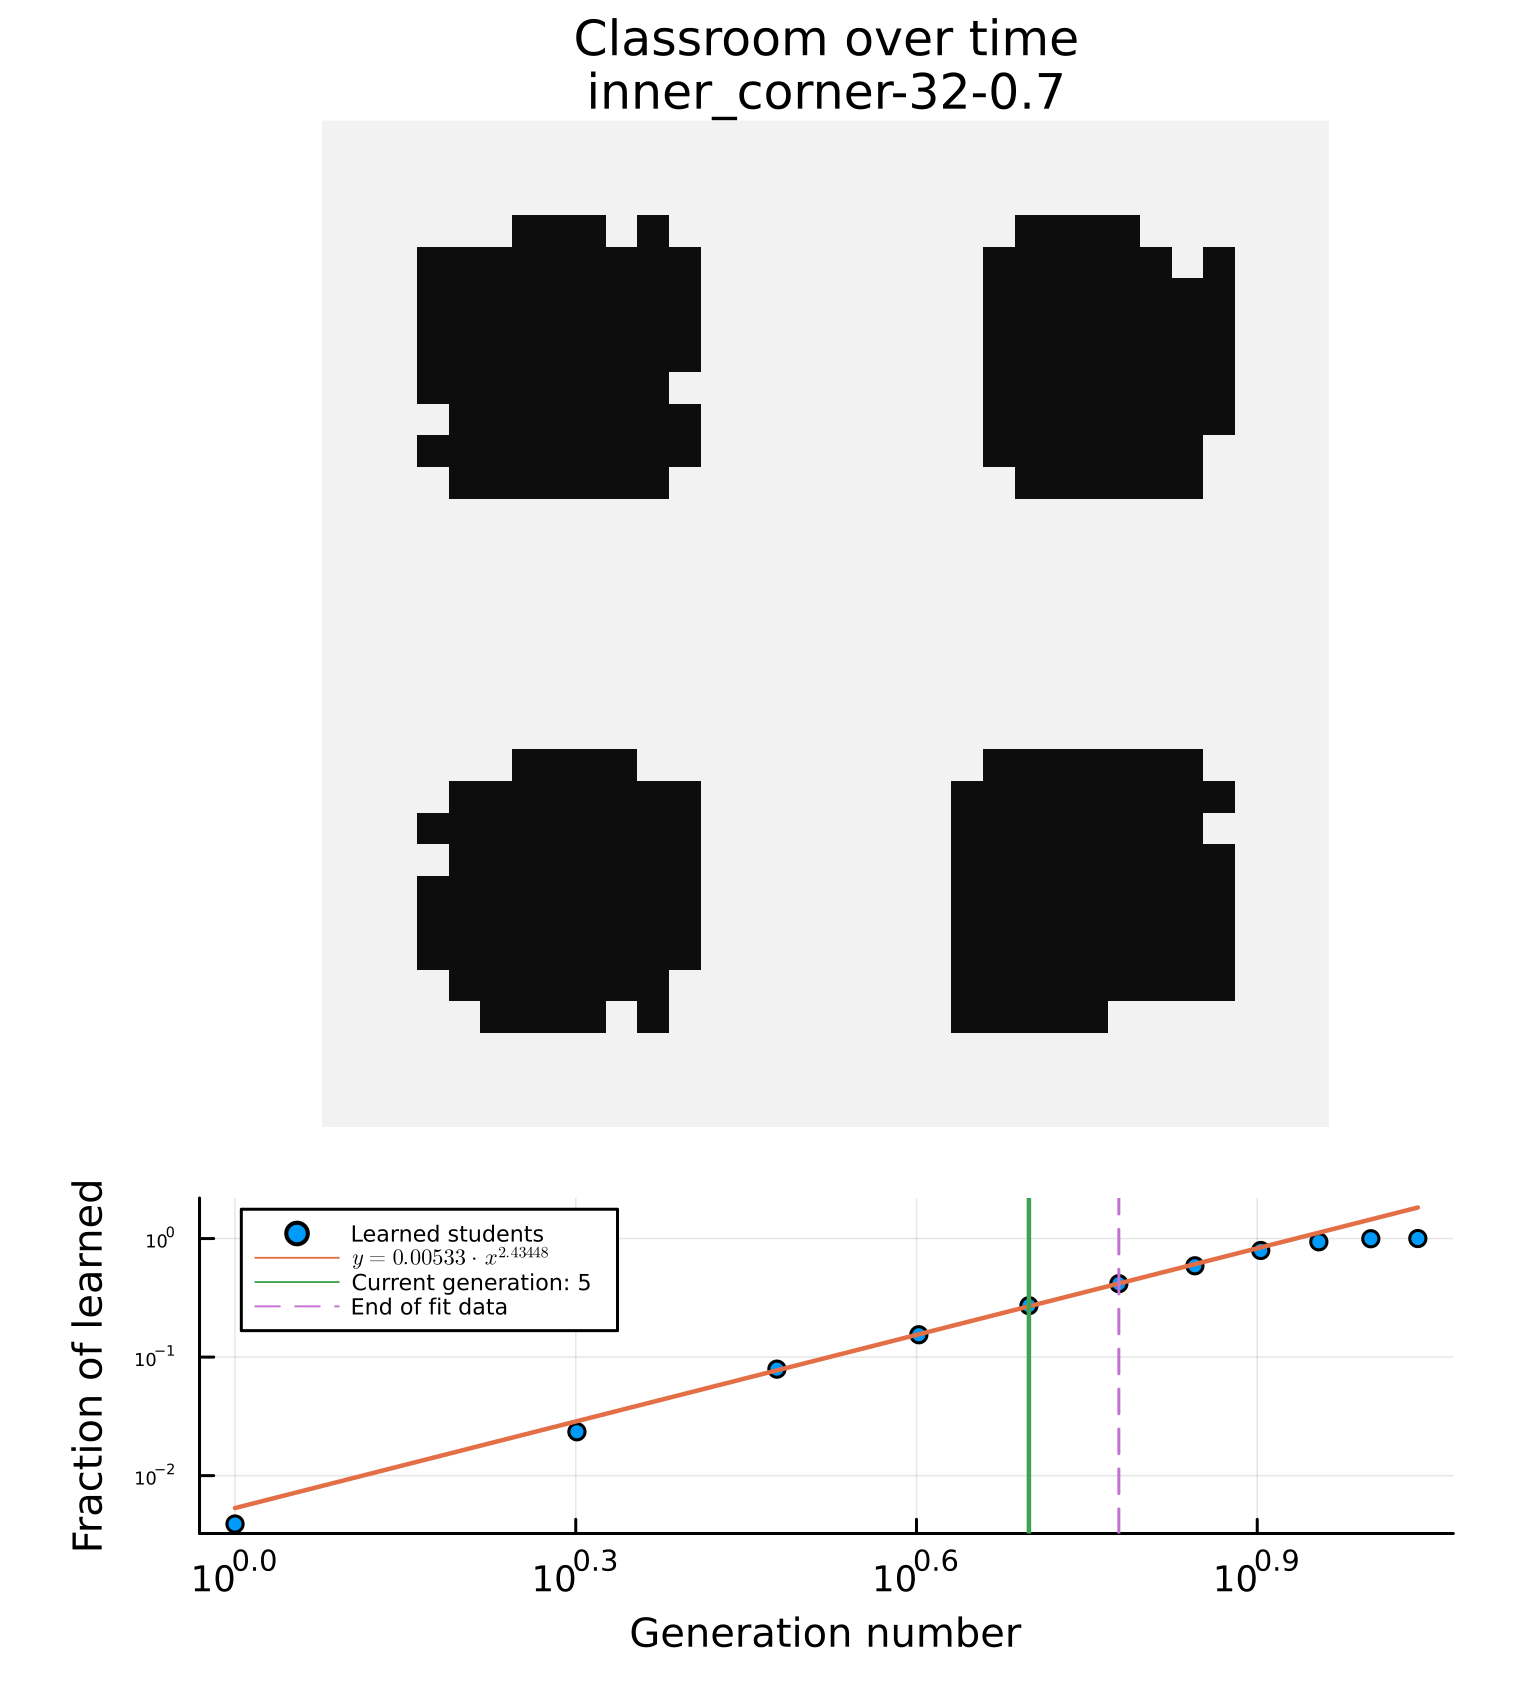 Classroom over time
inner_corner-32-0.7
Fraction of learned
10⁰
10⁻¹
10⁻²
Learned students
y = 0.00533 · x^2.43448
Current generation: 5
End of fit data
10^0.0 10^0.3 10^0.6 10^0.9
Generation number